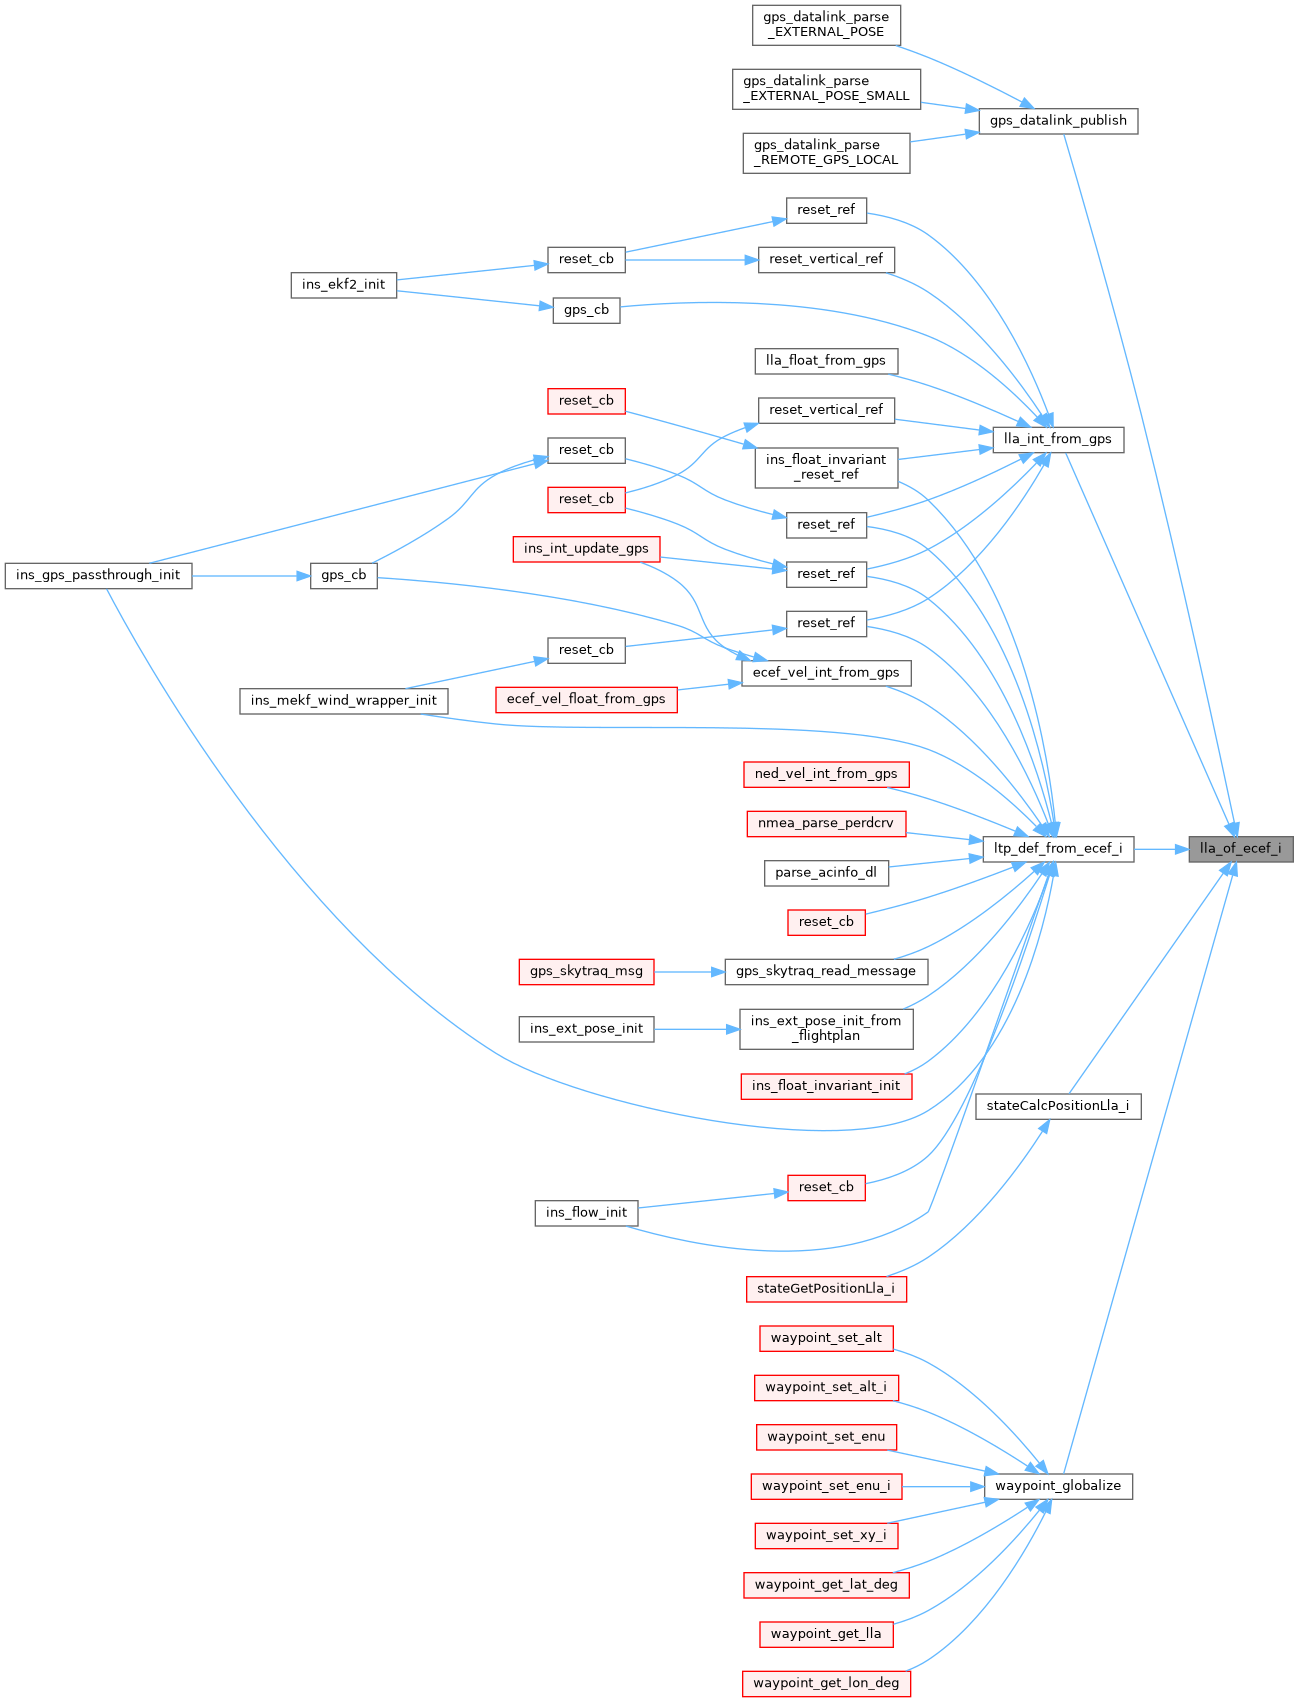 gps_datalink_parse
_EXTERNAL_POSE
gps_datalink_parse
_EXTERNAL_POSE_SMALL
gps_datalink_publish
gps_datalink_parse
_REMOTE_GPS_LOCAL
reset_ref
reset_cb
reset_vertical_ref
ins_ekf2_init
gps_cb
lla_float_from_gps
reset_cb
reset_vertical_ref
lla_int_from_gps
reset_cb
ins_float_invariant
_reset_ref
reset_cb
reset_ref
ins_int_update_gps
ins_gps_passthrough_init
gps_cb
reset_ref
reset_ref
reset_cb
ecef_vel_int_from_gps
ins_mekf_wind_wrapper_init
ecef_vel_float_from_gps
ned_vel_int_from_gps
nmea_parse_perdcrv
ltp_def_from_ecef_i
lla_of_ecef_i
parse_acinfo_dl
reset_cb
gps_skytraq_msg
gps_skytraq_read_message
ins_ext_pose_init
ins_ext_pose_init_from
_flightplan
ins_float_invariant_init
stateCalcPositionLla_i
reset_cb
ins_flow_init
stateGetPositionLla_i
waypoint_set_alt
waypoint_set_alt_i
waypoint_set_enu
waypoint_set_enu_i
waypoint_globalize
waypoint_set_xy_i
waypoint_get_lat_deg
waypoint_get_lla
waypoint_get_lon_deg